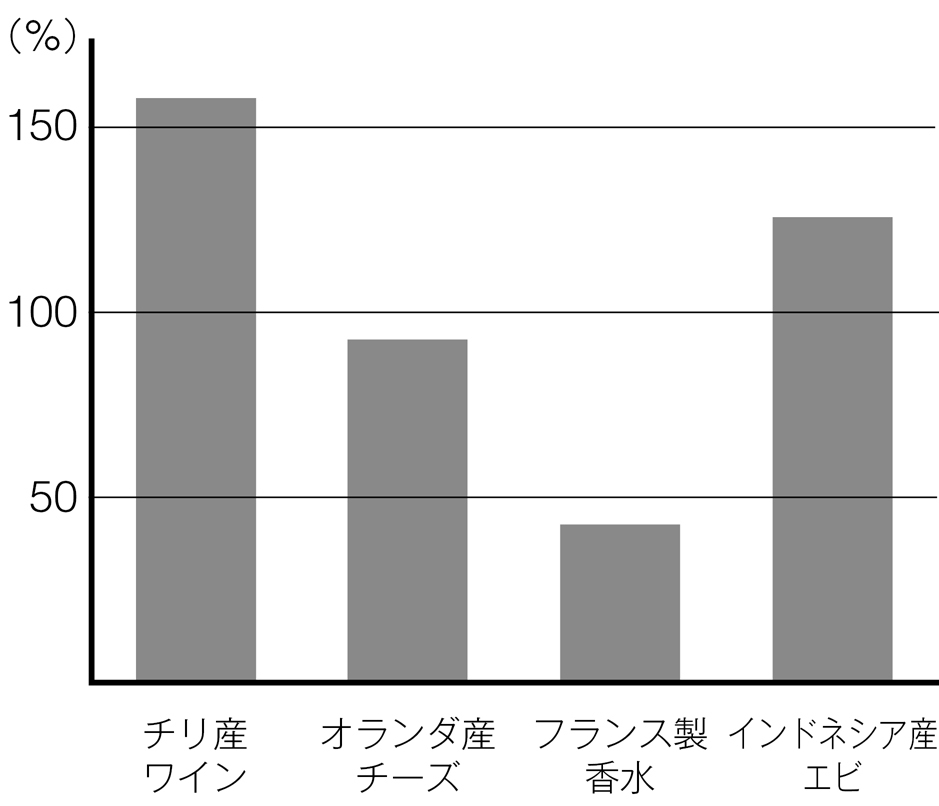 (%)
150
100
50
チリ産
ワイン
オランダ産
チーズ
フランス製
香水
インドネシア産
エビ